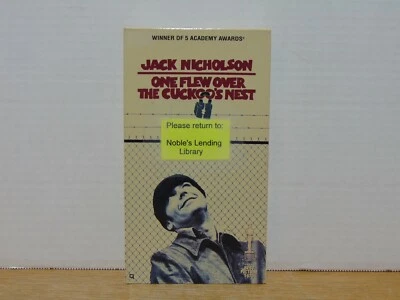 WINNER OF 5 ACADEMY AWARDS!
JACK NICHOLSON
ONE FLEW OVER
THE CUCKOO'S NEST
Please return to:
Noble's Lending
Library